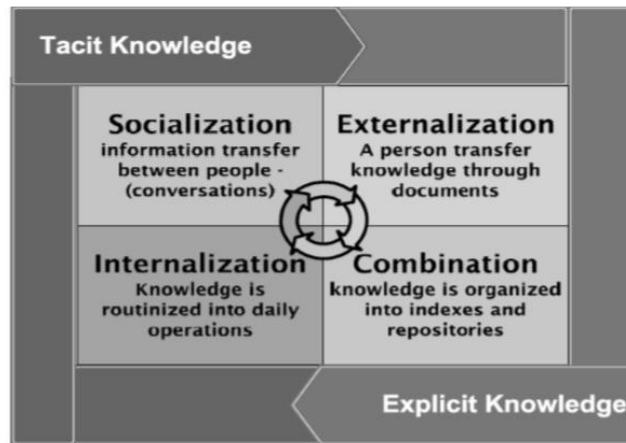 Tacit Knowledge
Socialization
information transfer
between people -
(conversations)
Externalization
A person transfer
knowledge through
documents
Internalization
Knowledge is
routinized into daily
operations
Combination
knowledge is organized
into indexes and
repositories
Explicit Knowledge